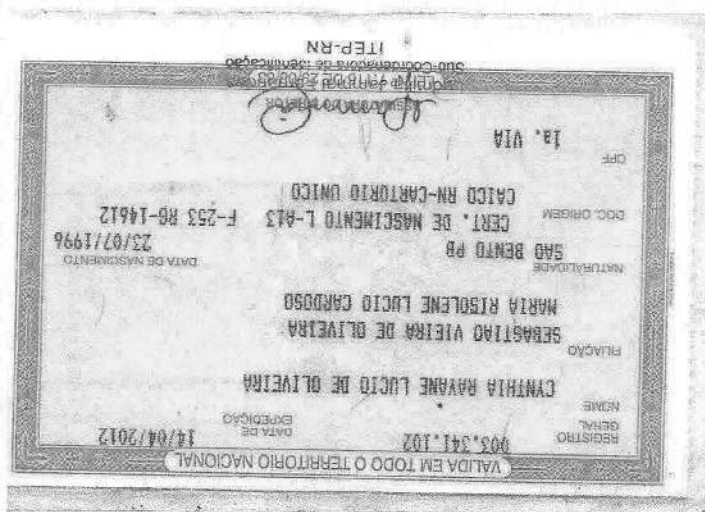 VALIDA EM TODO O TERRITORIO NACIONAL
REGISTRO GERAL 003.341.102 DATA DE EXPEDIÇÃO 14/04/2012
NOME
CYNTHIA RAYANE LUCIO DE OLIVEIRA
FILIAÇÃO
SEBASTIAO VIEIRA DE OLIVEIRA
MARIA RISOLENE LUCIO CARDOSO
NATURALIDADE DATA DE NASCIMENTO
SAO BENTO PB 23/07/1996
DOC. ORIGEM CERT. DE NASCIMENTO L-A13 F-253 RG-14612
CAICO RN-CARTORIO UNICO
CPF
1a. VIA
Sub-Coordenadora de Identificação
ITEP-RN